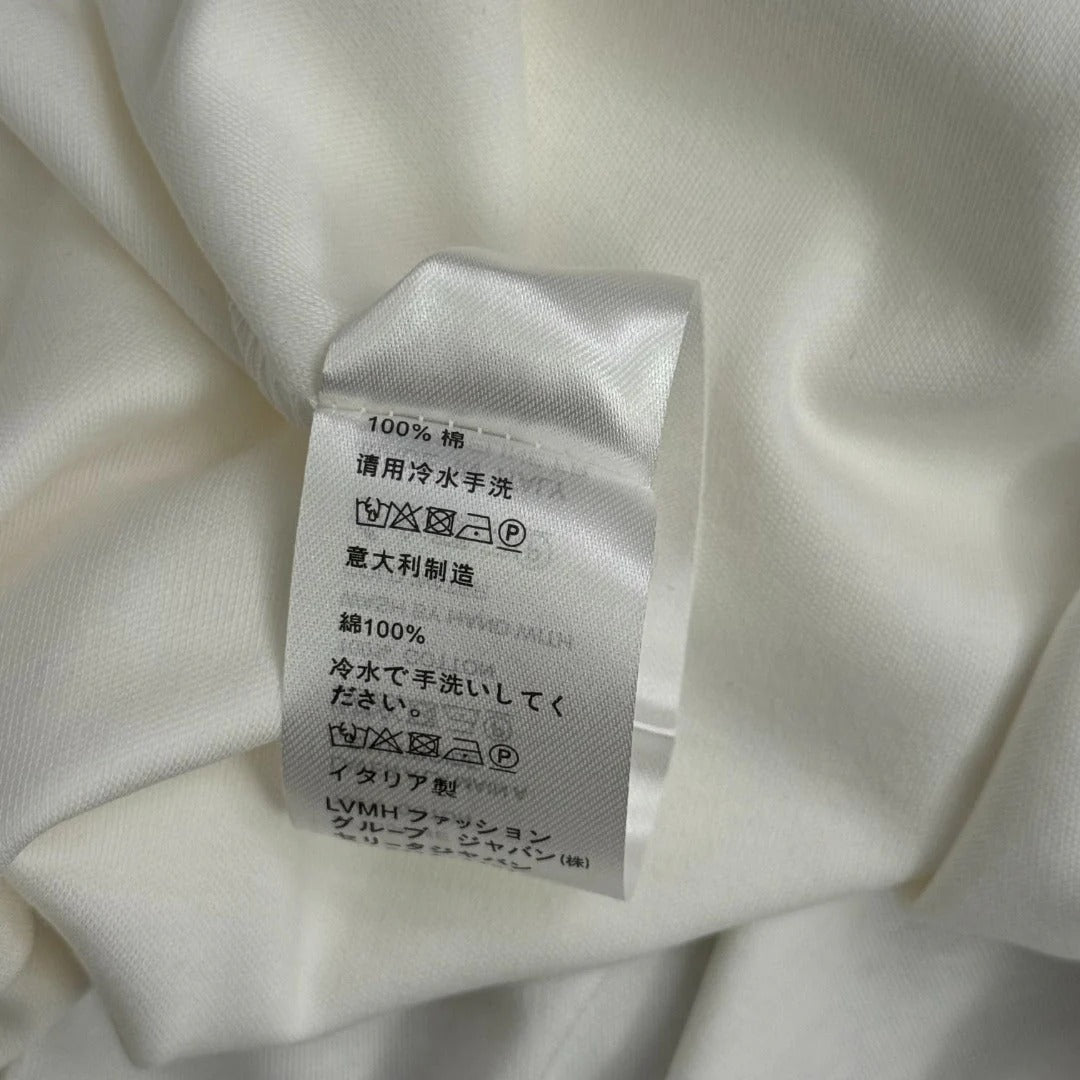 100% 棉
请用冷水手洗
P
意大利制造
綿100%
冷水で手洗いしてく
ださい。
P
イタリア製
LVMH ファッション
グループ ジャパン(株)